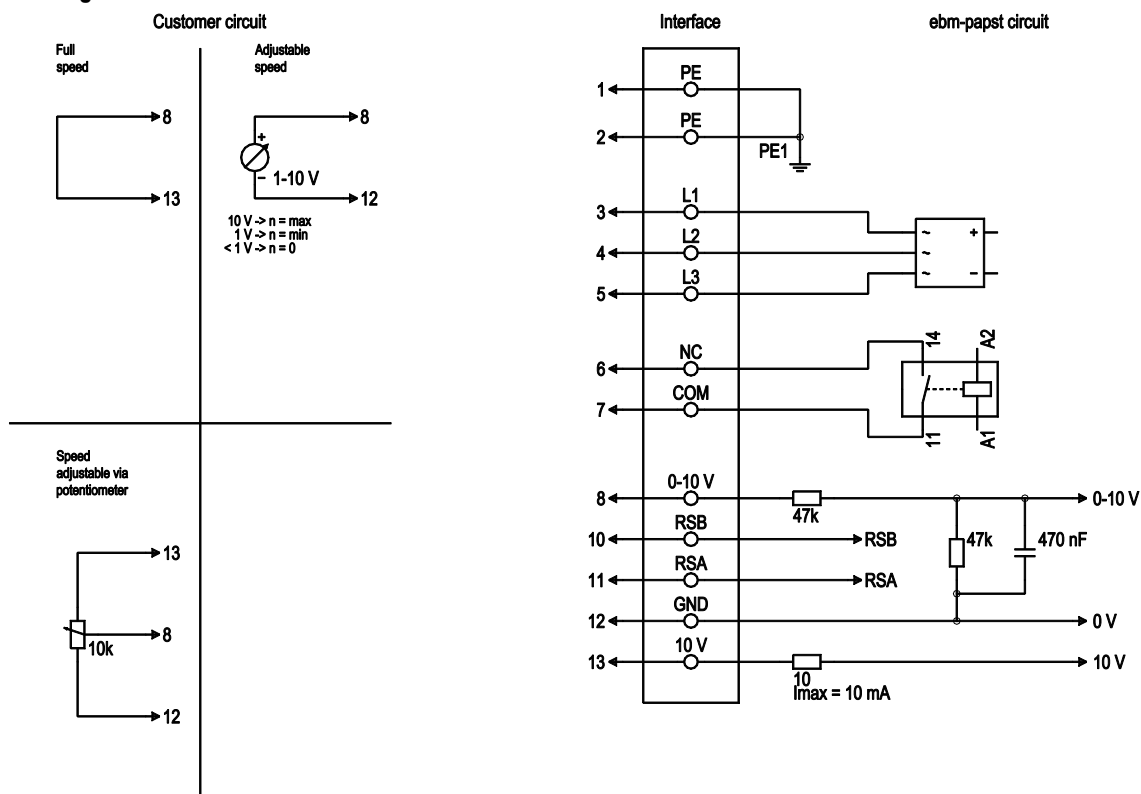 Customer circuit
Full
speed
8
13
Adjustable
speed
8
+
– 1-10 V
12
10 V -> n = max
1 V -> n = min
< 1 V -> n = 0
Speed
adjustable via
potentiometer
13
8
10k
12
Interface
ebm-papst circuit
1
PE
2
PE
PE1
3
L1
4
L2
5
L3
~
~
~
+
–
6
NC
7
COM
14
11
A2
A1
8
0-10 V
47k
0-10 V
10
RSB
RSB
47k
470 nF
11
RSA
RSA
12
GND
0 V
13
10 V
10
Imax = 10 mA
10 V